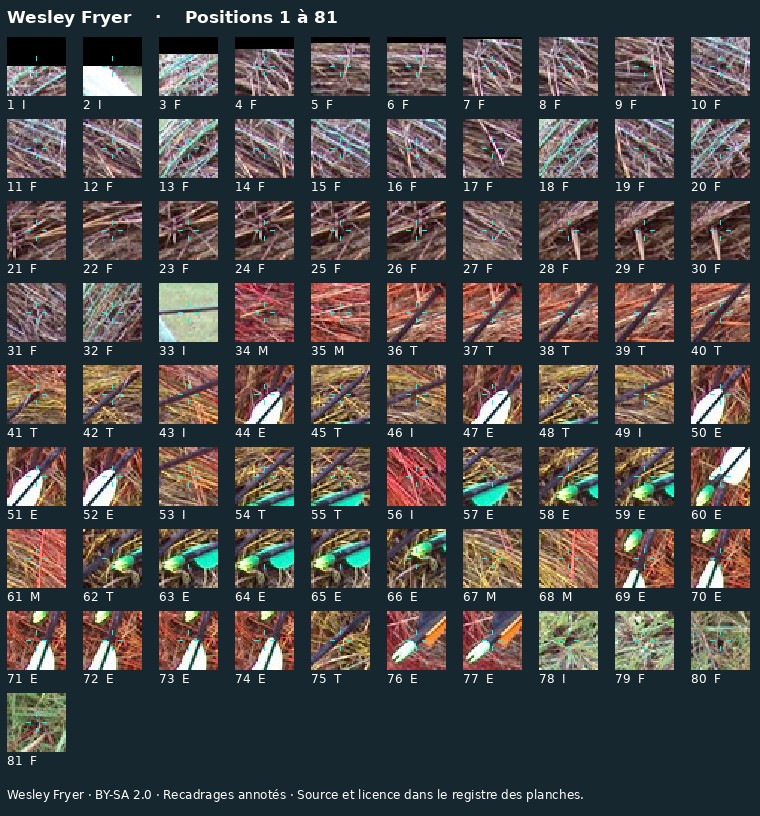 Wesley Fryer · Positions 1 à 81
1 I 2 I 3 F 4 F 5 F 6 F 7 F 8 F 9 F 10 F
11 F 12 F 13 F 14 F 15 F 16 F 17 F 18 F 19 F 20 F
21 F 22 F 23 F 24 F 25 F 26 F 27 F 28 F 29 F 30 F
31 F 32 F 33 I 34 M 35 M 36 T 37 T 38 T 39 T 40 T
41 T 42 T 43 I 44 E 45 T 46 I 47 E 48 T 49 I 50 E
51 E 52 E 53 I 54 T 55 T 56 I 57 E 58 E 59 E 60 E
61 M 62 T 63 E 64 E 65 E 66 E 67 M 68 M 69 E 70 E
71 E 72 E 73 E 74 E 75 T 76 E 77 E 78 I 79 F 80 F
81 F
Wesley Fryer · BY-SA 2.0 · Recadrages annotés · Source et licence dans le registre des planches.